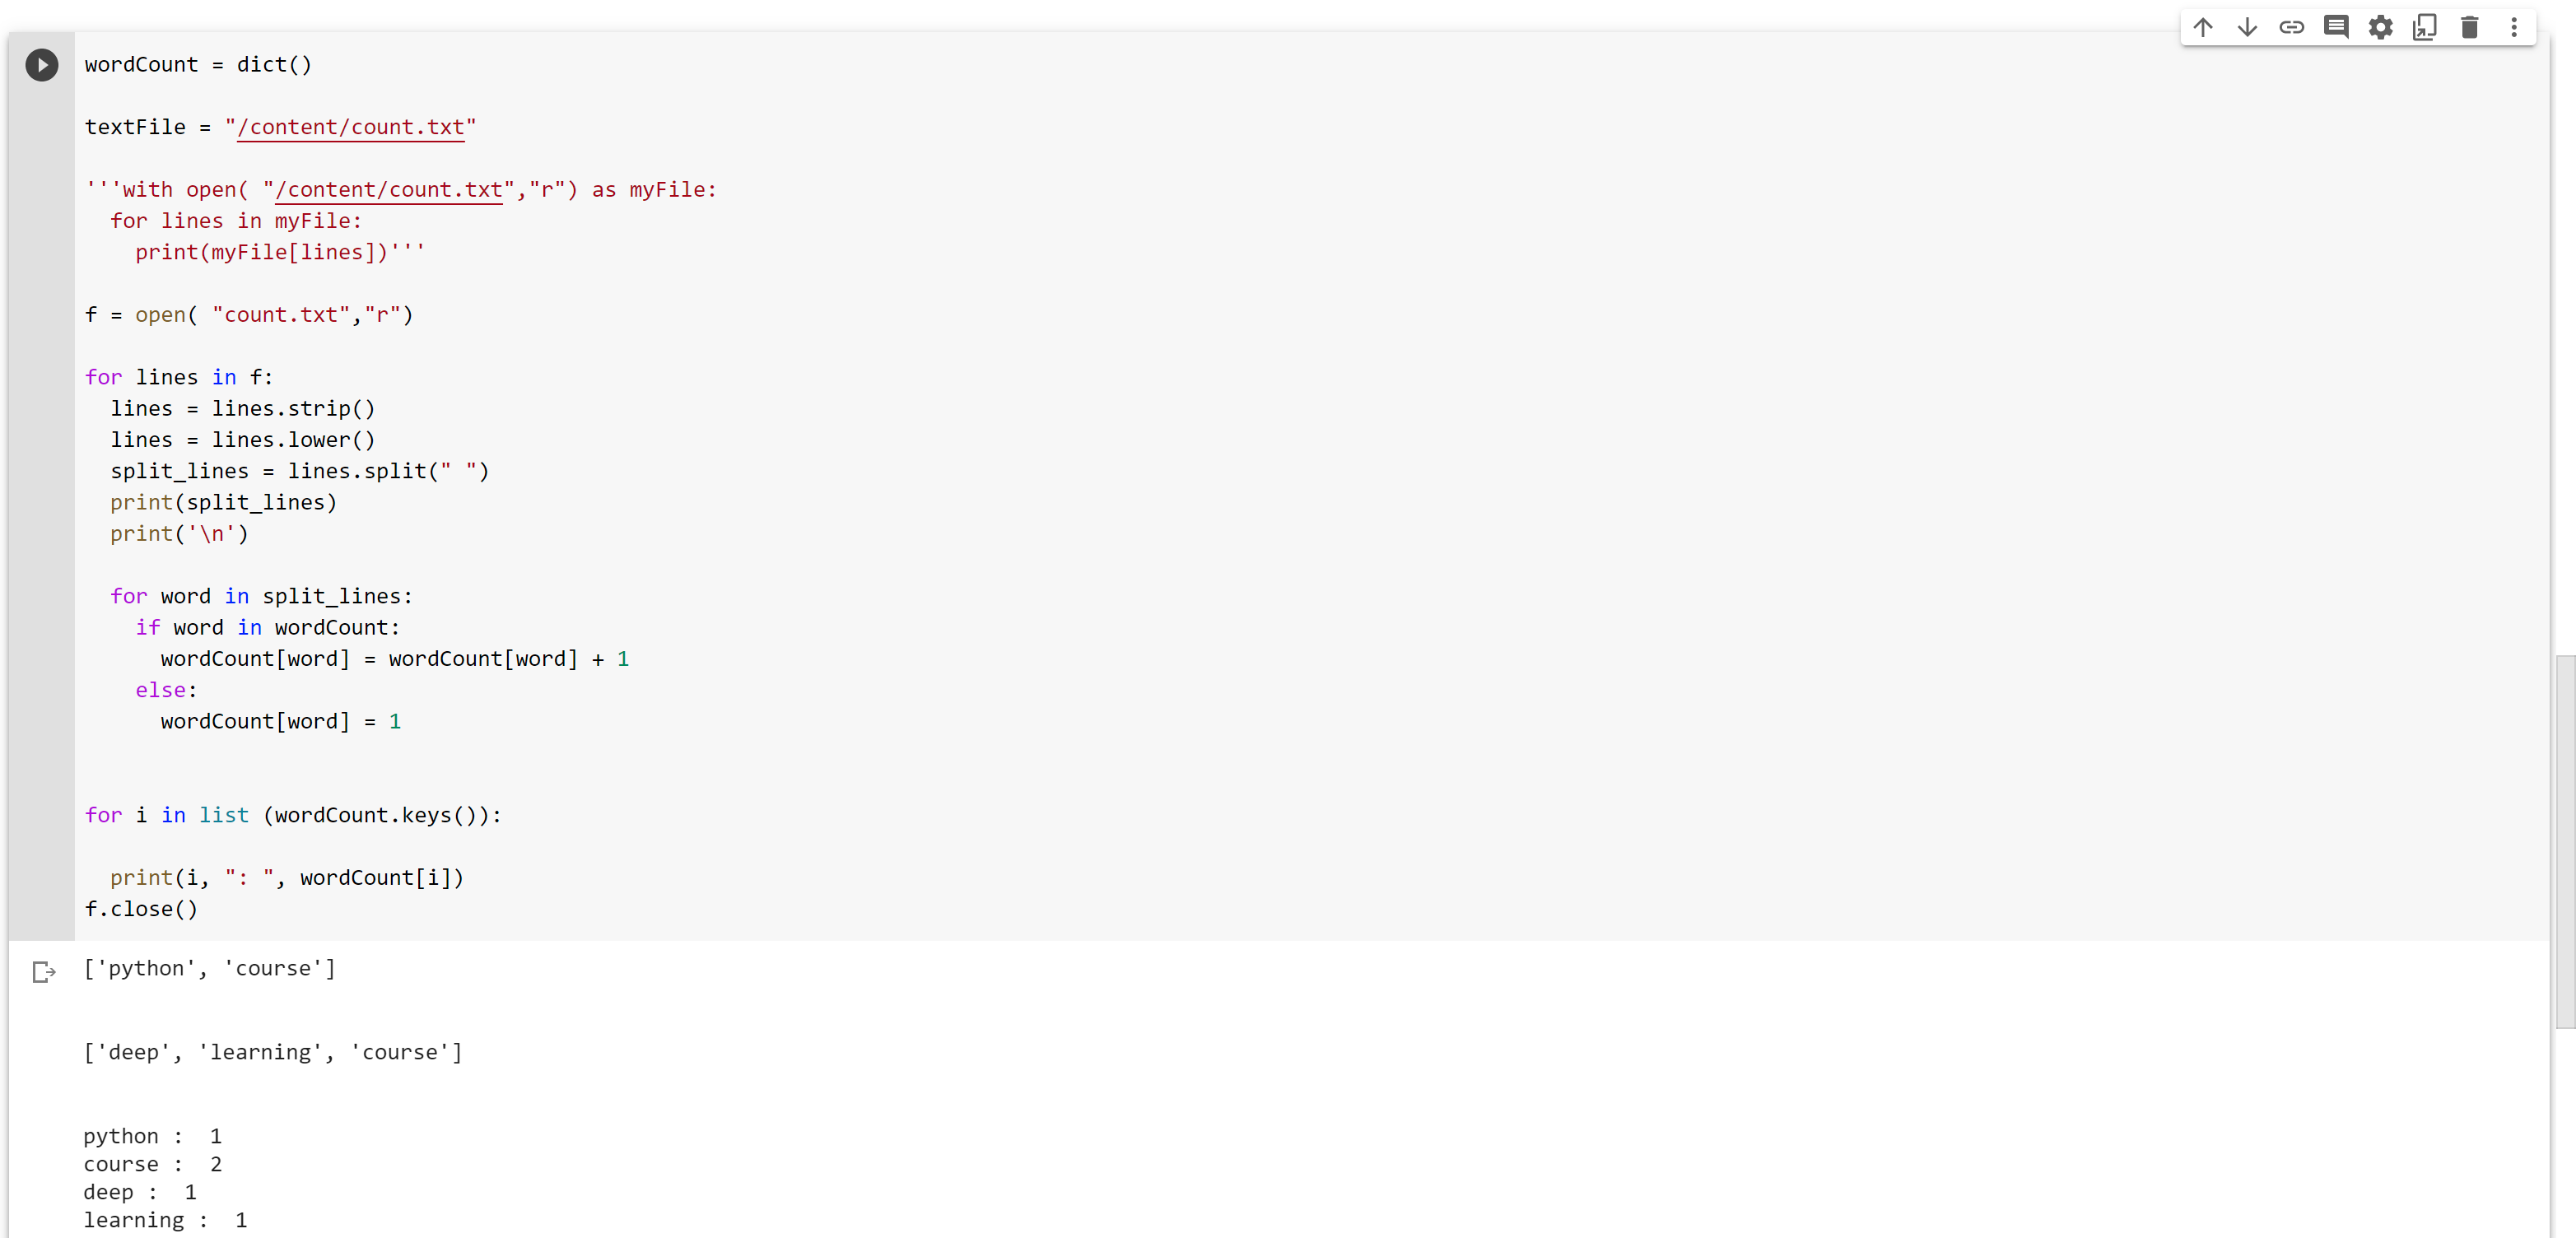 wordCount = dict()
textFile = "/content/count.txt"
'''with open( "/content/count.txt","r") as myFile:
  for lines in myFile:
    print(myFile[lines])'''
f = open( "count.txt","r")
for lines in f:
  lines = lines.strip()
  lines = lines.lower()
  split_lines = lines.split(" ")
  print(split_lines)
  print('\n')
  for word in split_lines:
    if word in wordCount:
      wordCount[word] = wordCount[word] + 1
    else:
      wordCount[word] = 1
for i in list (wordCount.keys()):
  print(i, ": ", wordCount[i])
f.close()
['python', 'course']
['deep', 'learning', 'course']
python :  1
course :  2
deep :  1
learning :  1